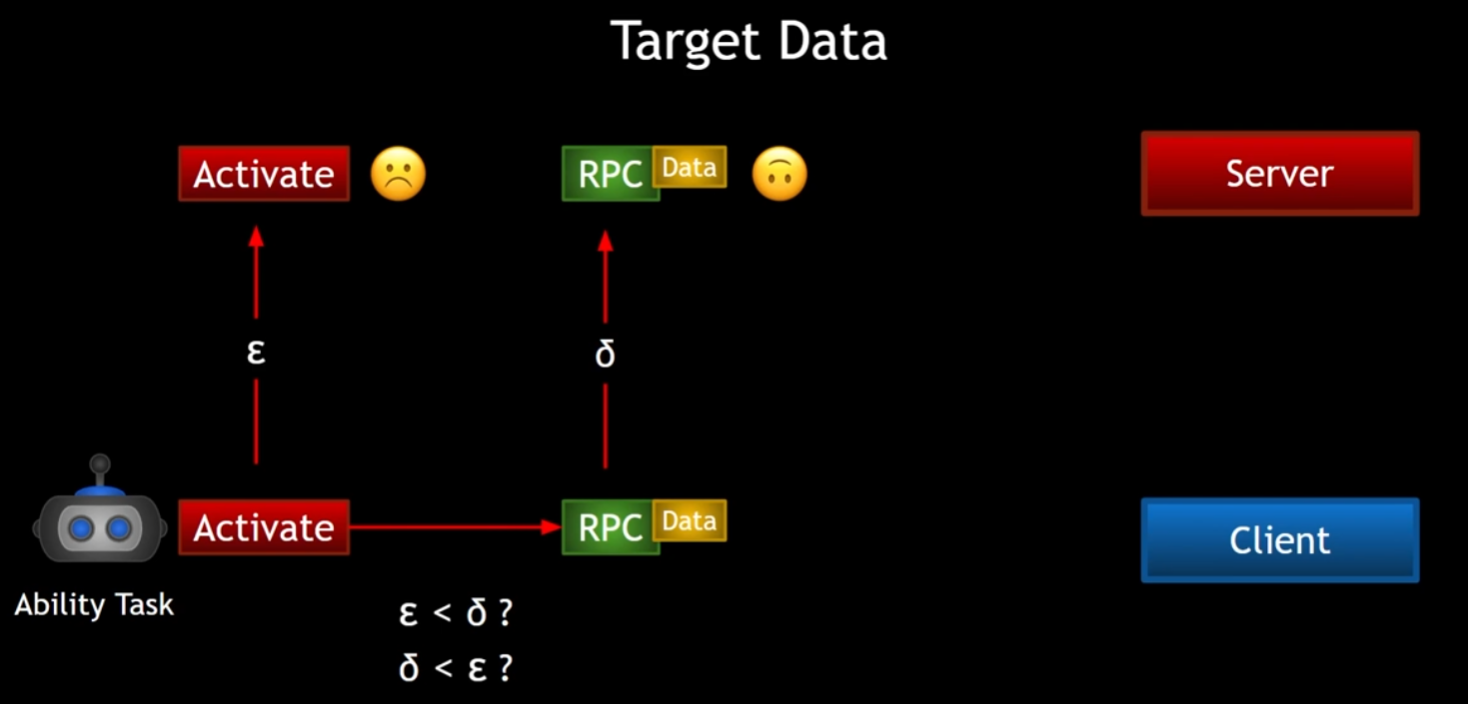 Target Data
Activate
RPC
Data
Server
ε
δ
Activate
RPC
Data
Client
Ability Task
ε < δ ?
δ < ε ?